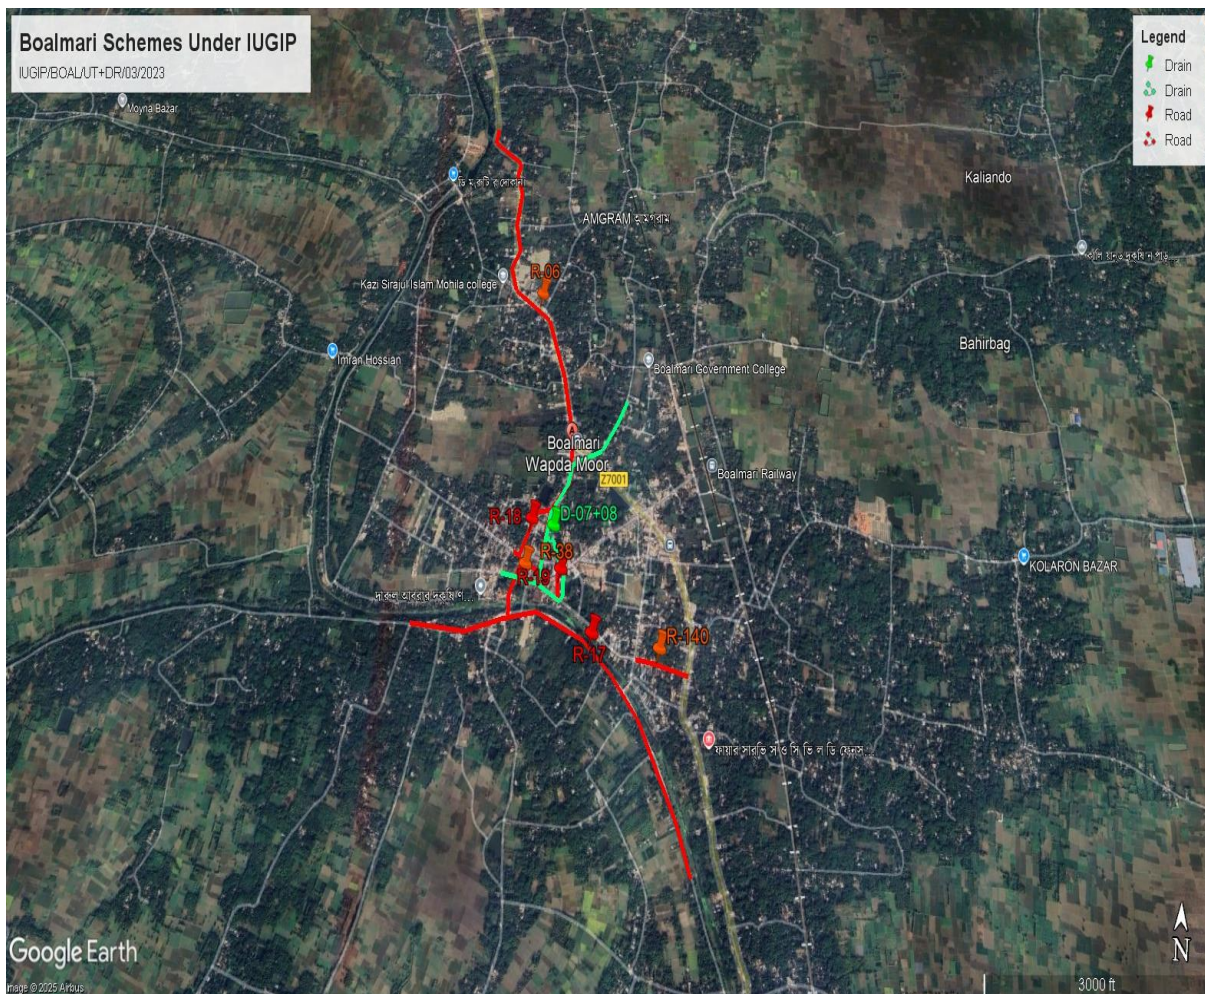 Boalmari Schemes Under IUGIP
IUGIP/BOAL/UT+DR/03/2023
Legend
Drain
Drain
Road
Road
Moyna Bazar
Kaliando
AMGRAM আমগ্রাম
R-06
Kazi Sirajul Islam Mohila college
Bahirbag
Imran Hossian
Boalmari Government College
Boalmari
Wapda Moor
Boalmari Railway
Z7001
R-18
D-07+08
R-38
R-19
KOLARON BAZAR
R-17
R-140
Google Earth
Image © 2025 Airbus
3000 ft
N